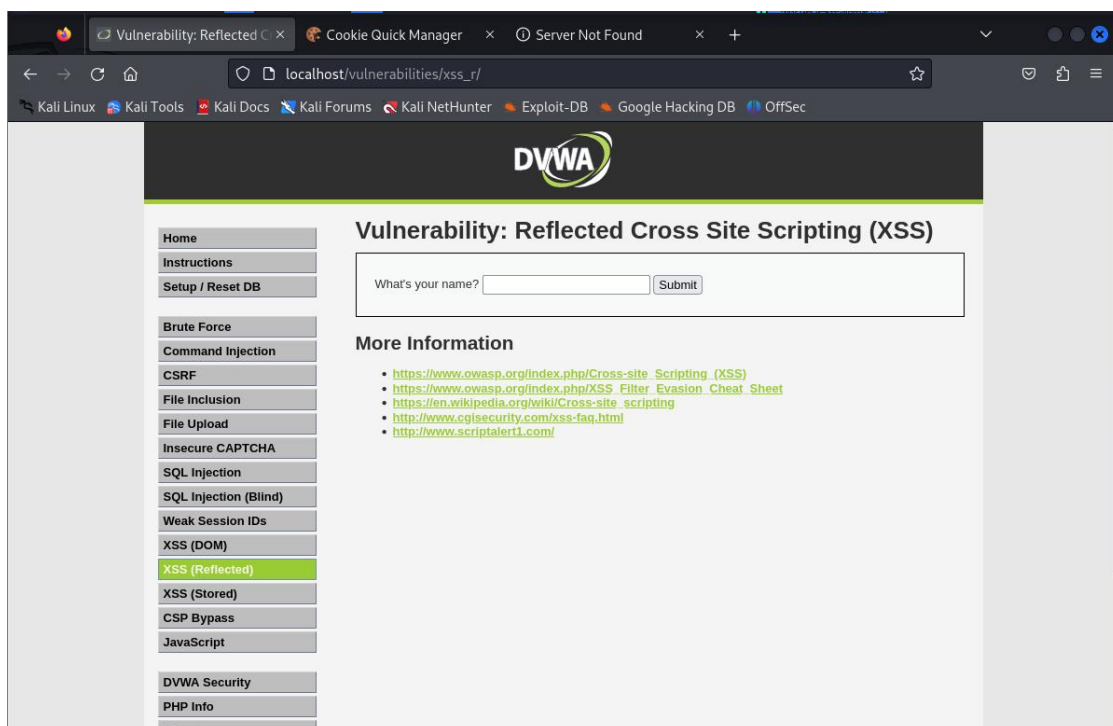 Vulnerability: Reflected C
Cookie Quick Manager
Server Not Found
localhost/vulnerabilities/xss_r/
Kali Linux Kali Tools Kali Docs Kali Forums Kali NetHunter Exploit-DB Google Hacking DB OffSec
DVWA
Home
Instructions
Setup / Reset DB
Brute Force
Command Injection
CSRF
File Inclusion
File Upload
Insecure CAPTCHA
SQL Injection
SQL Injection (Blind)
Weak Session IDs
XSS (DOM)
XSS (Reflected)
XSS (Stored)
CSP Bypass
JavaScript
DVWA Security
PHP Info
Vulnerability: Reflected Cross Site Scripting (XSS)
What's your name? Submit
More Information
https://www.owasp.org/index.php/Cross-site_Scripting_(XSS)
https://www.owasp.org/index.php/XSS_Filter_Evasion_Cheat_Sheet
https://en.wikipedia.org/wiki/Cross-site_scripting
http://www.cgisecurity.com/xss-faq.html
http://www.scriptalert1.com/